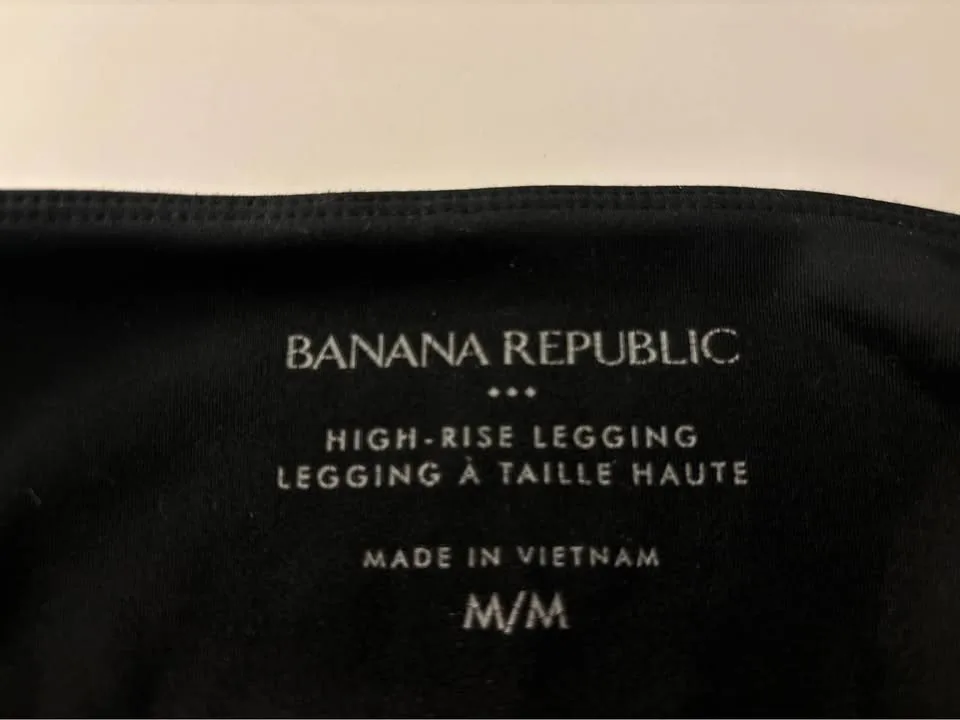 BANANA REPUBLIC
HIGH-RISE LEGGING
LEGGING À TAILLE HAUTE
MADE IN VIETNAM
M/M